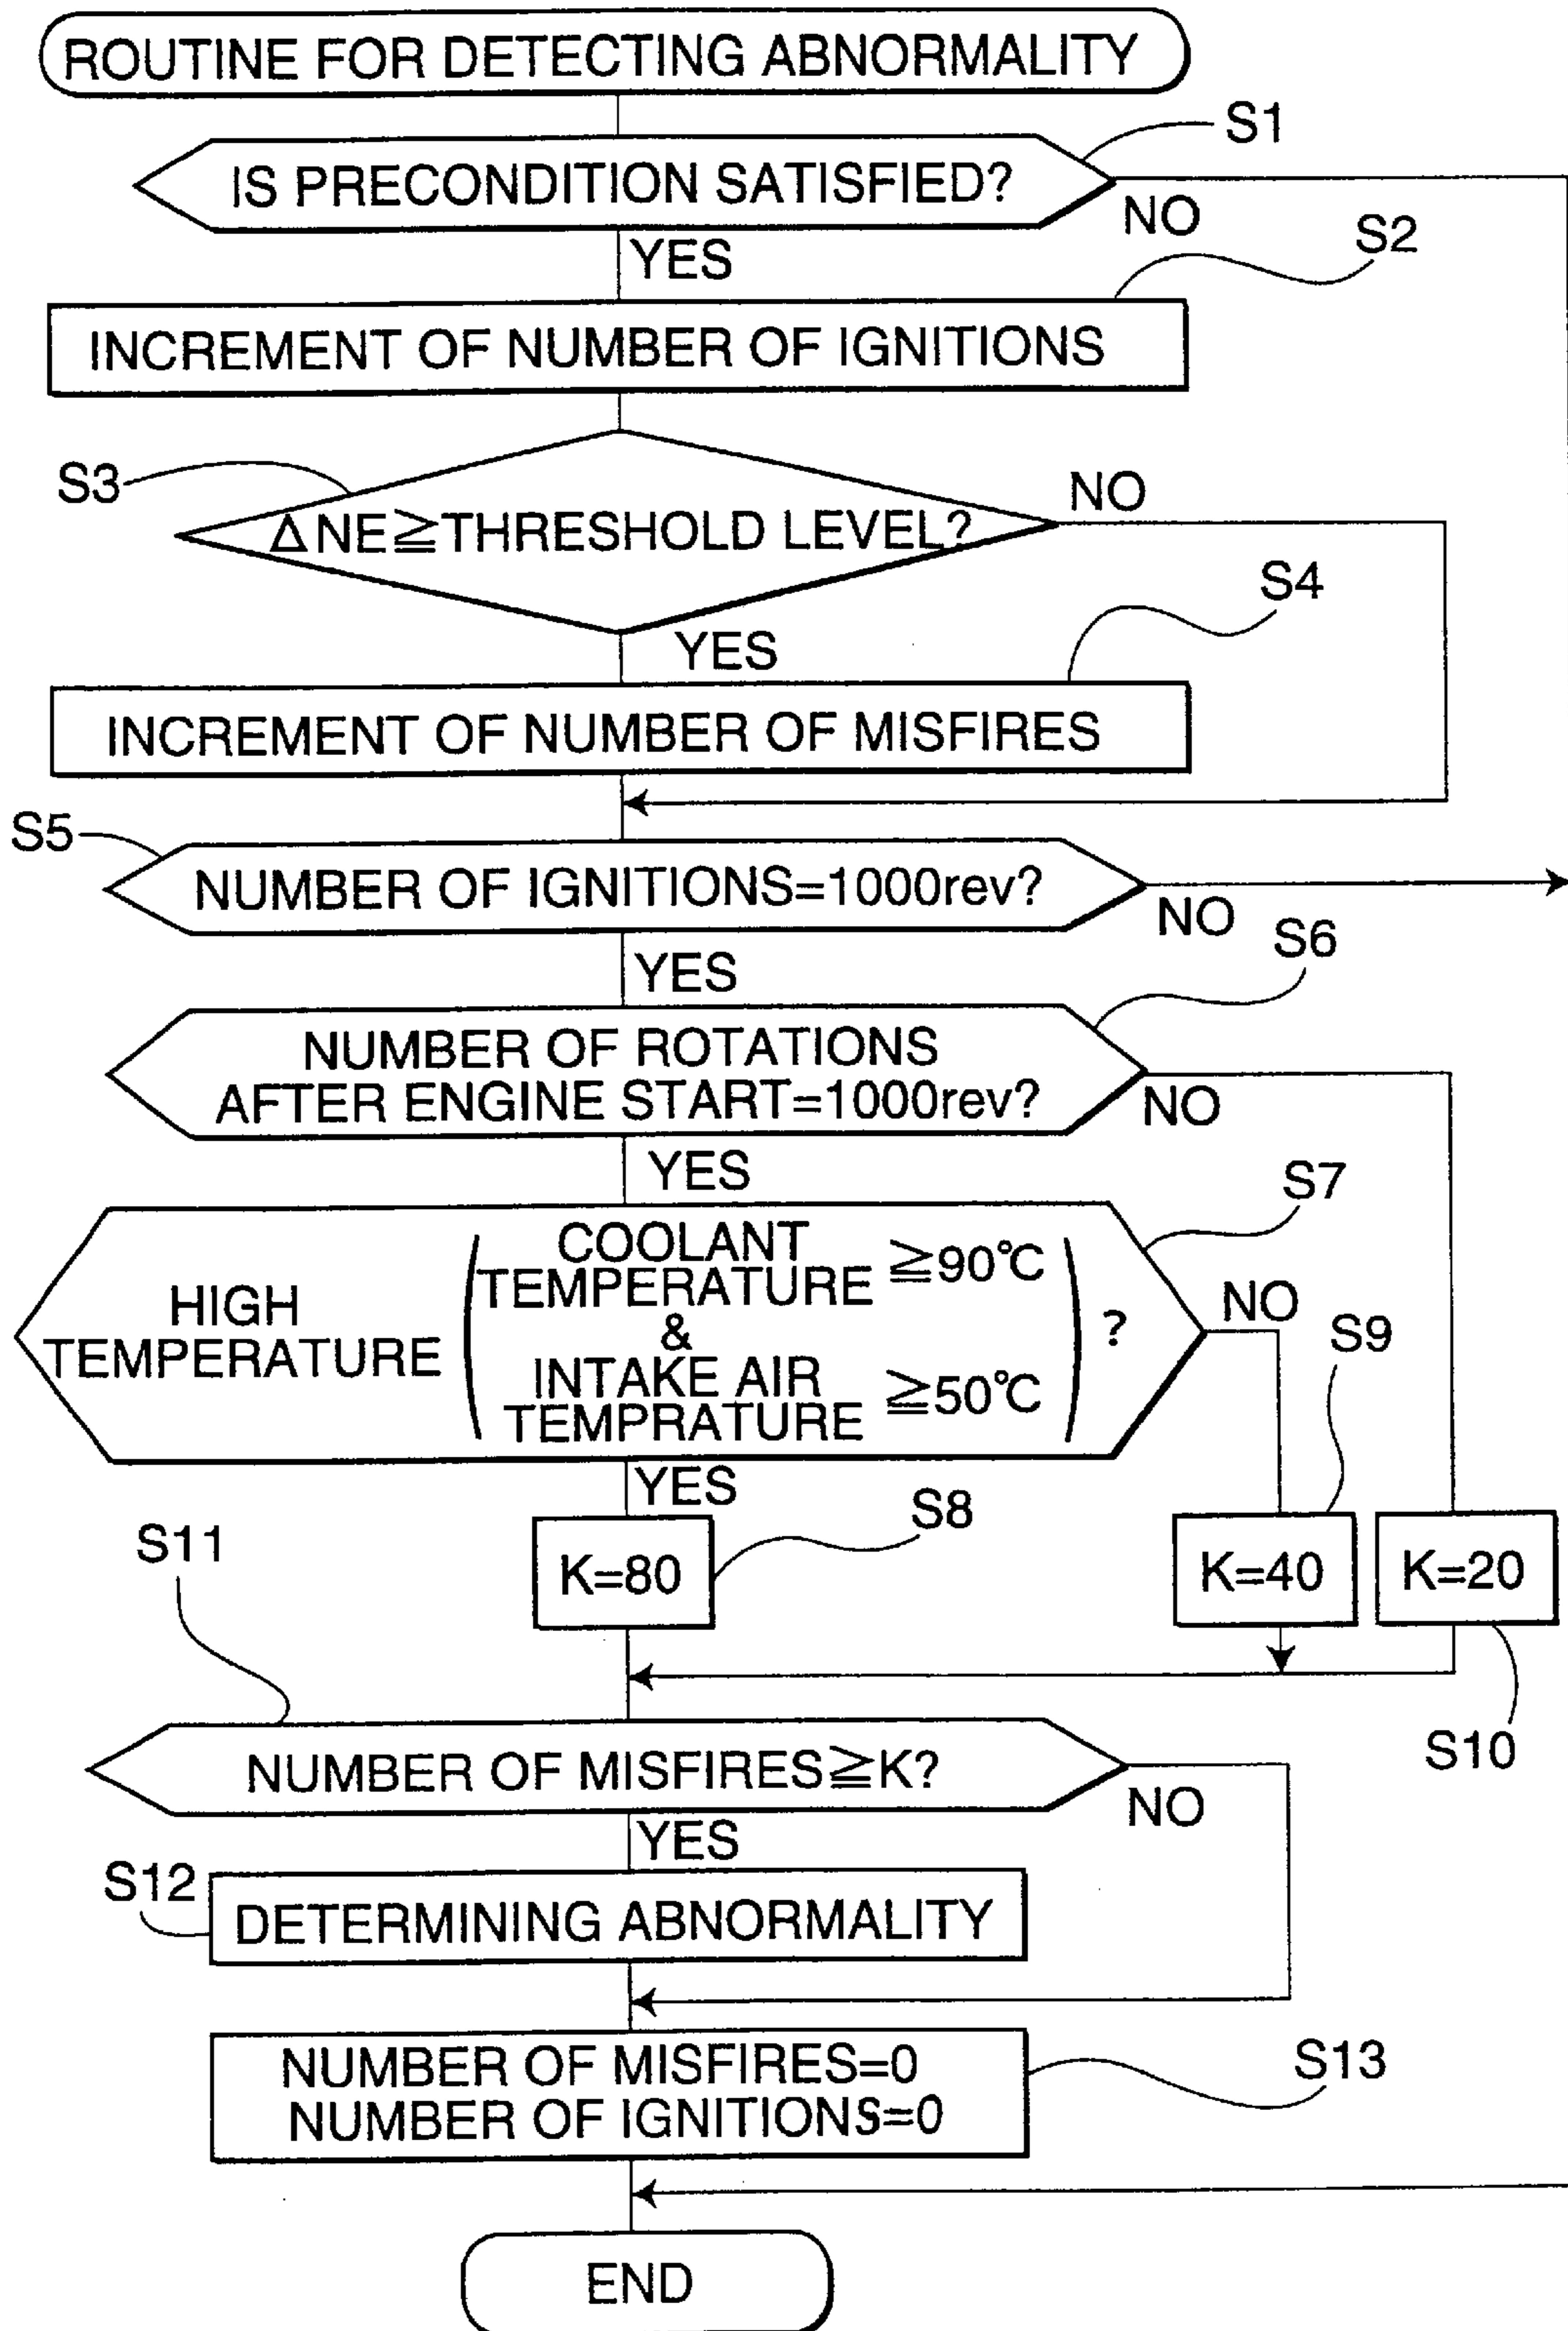 ROUTINE FOR DETECTING ABNORMALITY
S1
IS PRECONDITION SATISFIED?
NO
YES
S2
INCREMENT OF NUMBER OF IGNITIONS
S3
ΔNE≧THRESHOLD LEVEL?
NO
S4
YES
INCREMENT OF NUMBER OF MISFIRES
S5
NUMBER OF IGNITIONS=1000rev?
NO
YES
S6
NUMBER OF ROTATIONS
AFTER ENGINE START=1000rev?
NO
YES
S7
HIGH
TEMPERATURE
COOLANT
TEMPERATURE ≧90℃
&
INTAKE AIR
TEMPRATURE ≧50℃
?
NO
S9
YES
S8
S11
K=80
K=40
K=20
S10
NUMBER OF MISFIRES≧K?
NO
YES
S12
DETERMINING ABNORMALITY
NUMBER OF MISFIRES=0
NUMBER OF IGNITIONS=0
S13
END